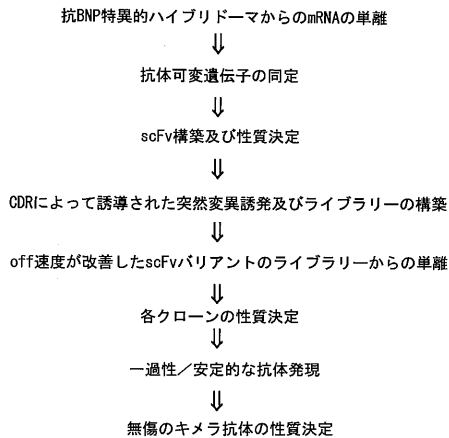 抗BNP特異的ハイブリドーマからのmRNAの単離
⇓
抗体可変遺伝子の同定
⇓
scFv構築及び性質決定
⇓
CDRによって誘導された突然変異誘発及びライブラリーの構築
⇓
off速度が改善したscFvバリアントのライブラリーからの単離
⇓
各クローンの性質決定
⇓
一過性／安定的な抗体発現
⇓
無傷のキメラ抗体の性質決定